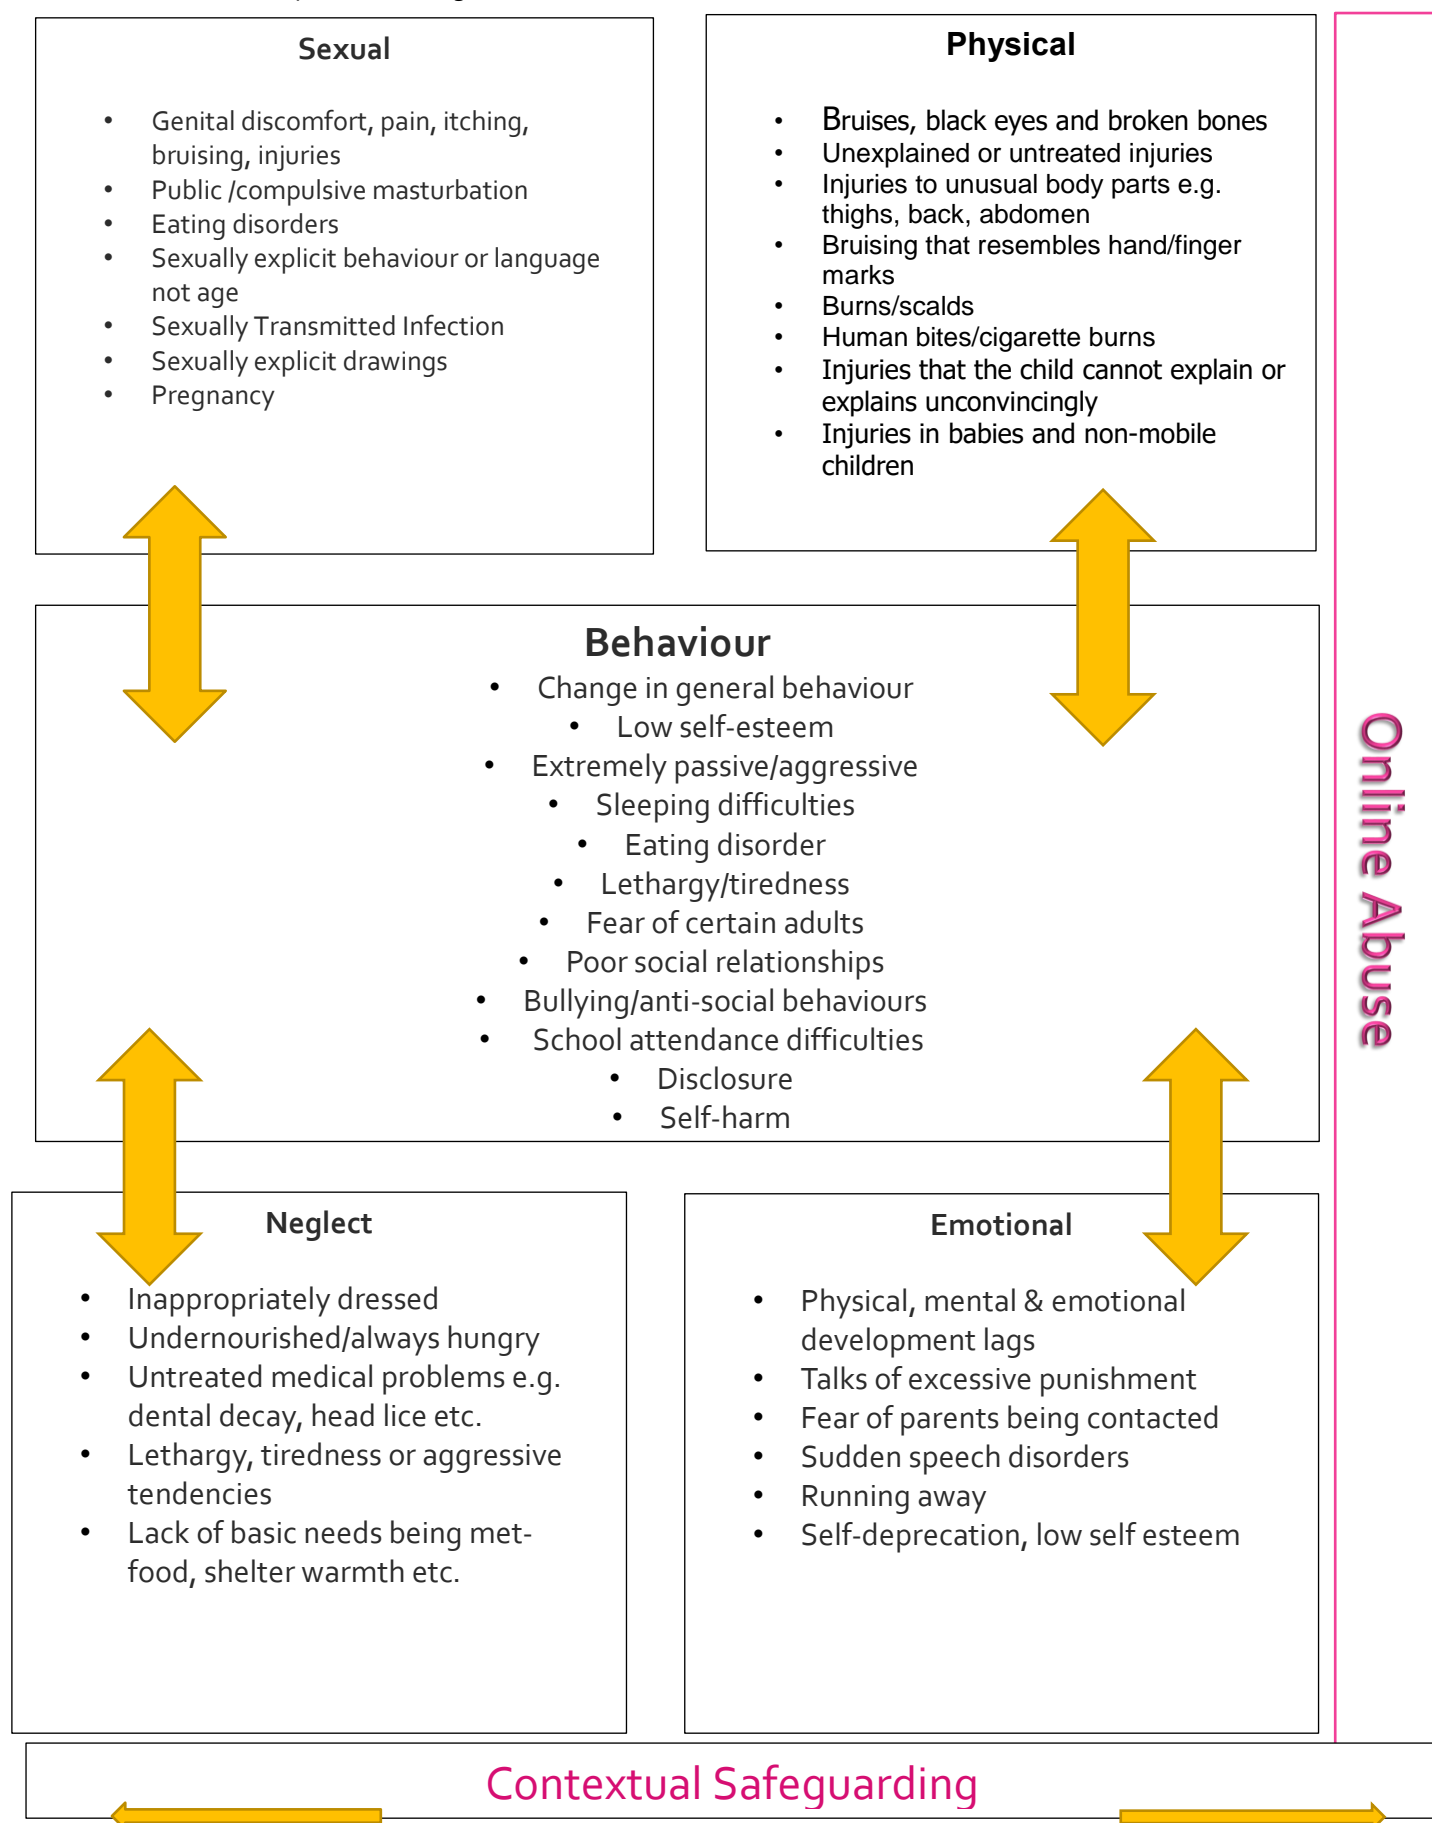 Sexual
• Genital discomfort, pain, itching,
bruising, injuries
• Public /compulsive masturbation
• Eating disorders
• Sexually explicit behaviour or language
not age
• Sexually Transmitted Infection
• Sexually explicit drawings
• Pregnancy
Physical
• Bruises, black eyes and broken bones
• Unexplained or untreated injuries
• Injuries to unusual body parts e.g.
thighs, back, abdomen
• Bruising that resembles hand/finger
marks
• Burns/scalds
• Human bites/cigarette burns
• Injuries that the child cannot explain or
explains unconvincingly
• Injuries in babies and non-mobile
children
Behaviour
• Change in general behaviour
• Low self-esteem
• Extremely passive/aggressive
• Sleeping difficulties
• Eating disorder
• Lethargy/tiredness
• Fear of certain adults
• Poor social relationships
• Bullying/anti-social behaviours
• School attendance difficulties
• Disclosure
• Self-harm
Online Abuse
Neglect
• Inappropriately dressed
• Undernourished/always hungry
• Untreated medical problems e.g.
dental decay, head lice etc.
• Lethargy, tiredness or aggressive
tendencies
• Lack of basic needs being met-
food, shelter warmth etc.
Emotional
• Physical, mental & emotional
development lags
• Talks of excessive punishment
• Fear of parents being contacted
• Sudden speech disorders
• Running away
• Self-deprecation, low self esteem
Contextual Safeguarding